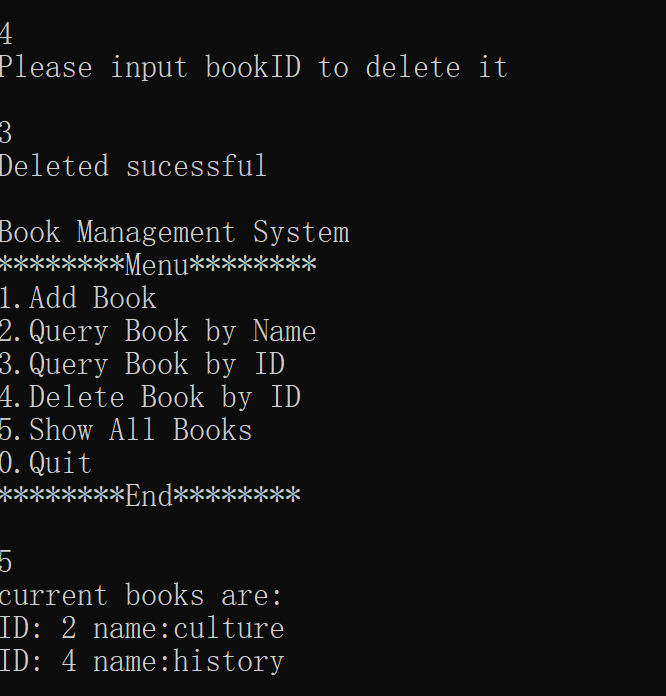 4
Please input bookID to delete it
3
Deleted sucessful
Book Management System
********Menu********
1.Add Book
2.Query Book by Name
3.Query Book by ID
4.Delete Book by ID
5.Show All Books
0.Quit
********End********
5
current books are:
ID: 2 name:culture
ID: 4 name:history